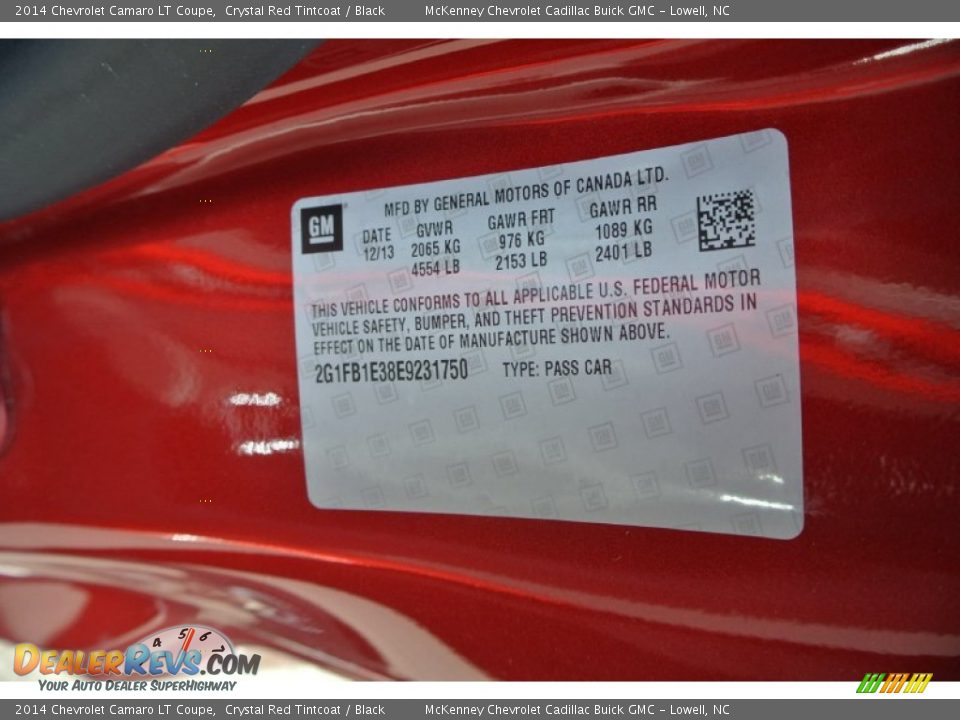 2014 Chevrolet Camaro LT Coupe, Crystal Red Tintcoat / Black McKenney Chevrolet Cadillac Buick GMC - Lowell, NC
GM
MFD BY GENERAL MOTORS OF CANADA LTD.
DATE GVWR GAWR FRT GAWR RR
12/13 2065 KG 976 KG 1089 KG
4554 LB 2153 LB 2401 LB
THIS VEHICLE CONFORMS TO ALL APPLICABLE U.S. FEDERAL MOTOR
VEHICLE SAFETY, BUMPER, AND THEFT PREVENTION STANDARDS IN
EFFECT ON THE DATE OF MANUFACTURE SHOWN ABOVE.
2G1FB1E38E9231750 TYPE: PASS CAR
4 5 6 7
DEALERREVS.COM
YOUR AUTO DEALER SUPERHIGHWAY
2014 Chevrolet Camaro LT Coupe, Crystal Red Tintcoat / Black McKenney Chevrolet Cadillac Buick GMC - Lowell, NC